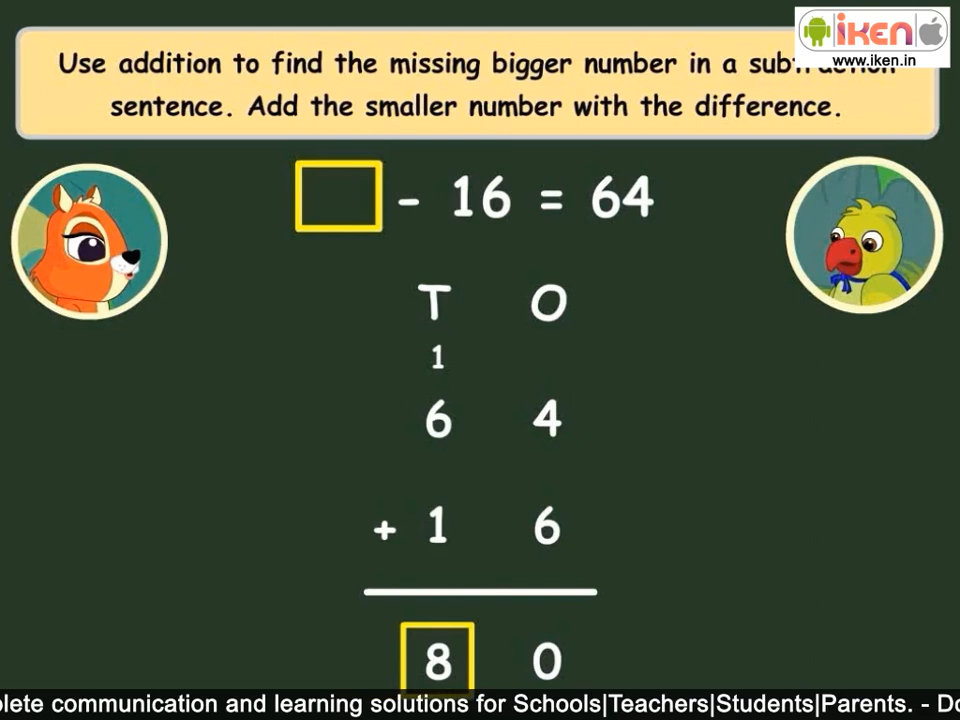 iken
www.iken.in
Use addition to find the missing bigger number in a subtraction
sentence. Add the smaller number with the difference.
- 16 = 64
T O
1
6 4
+ 1 6
8 0
plete communication and learning solutions for Schools|Teachers|Students|Parents. - Do